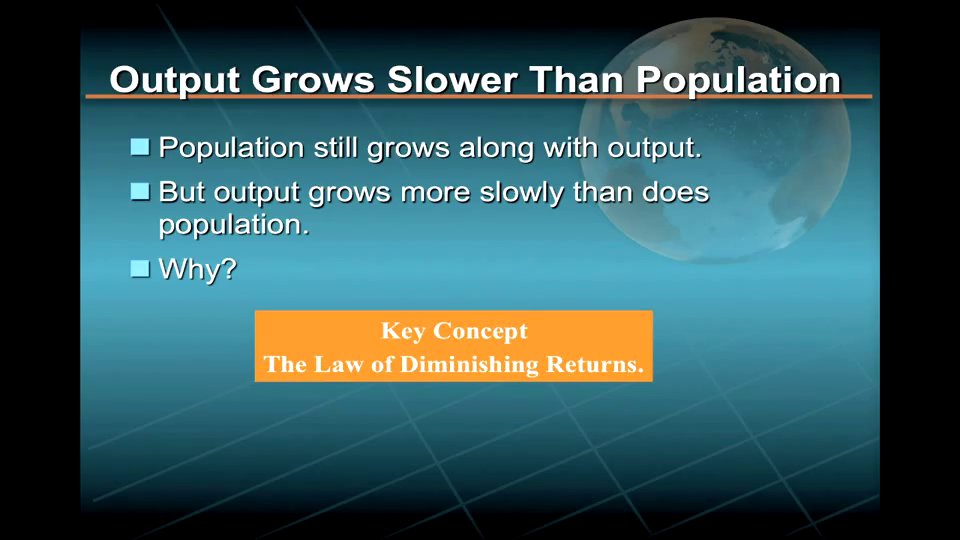 Output Grows Slower Than Population
Population still grows along with output.
But output grows more slowly than does
population.
Why?
Key Concept
The Law of Diminishing Returns.